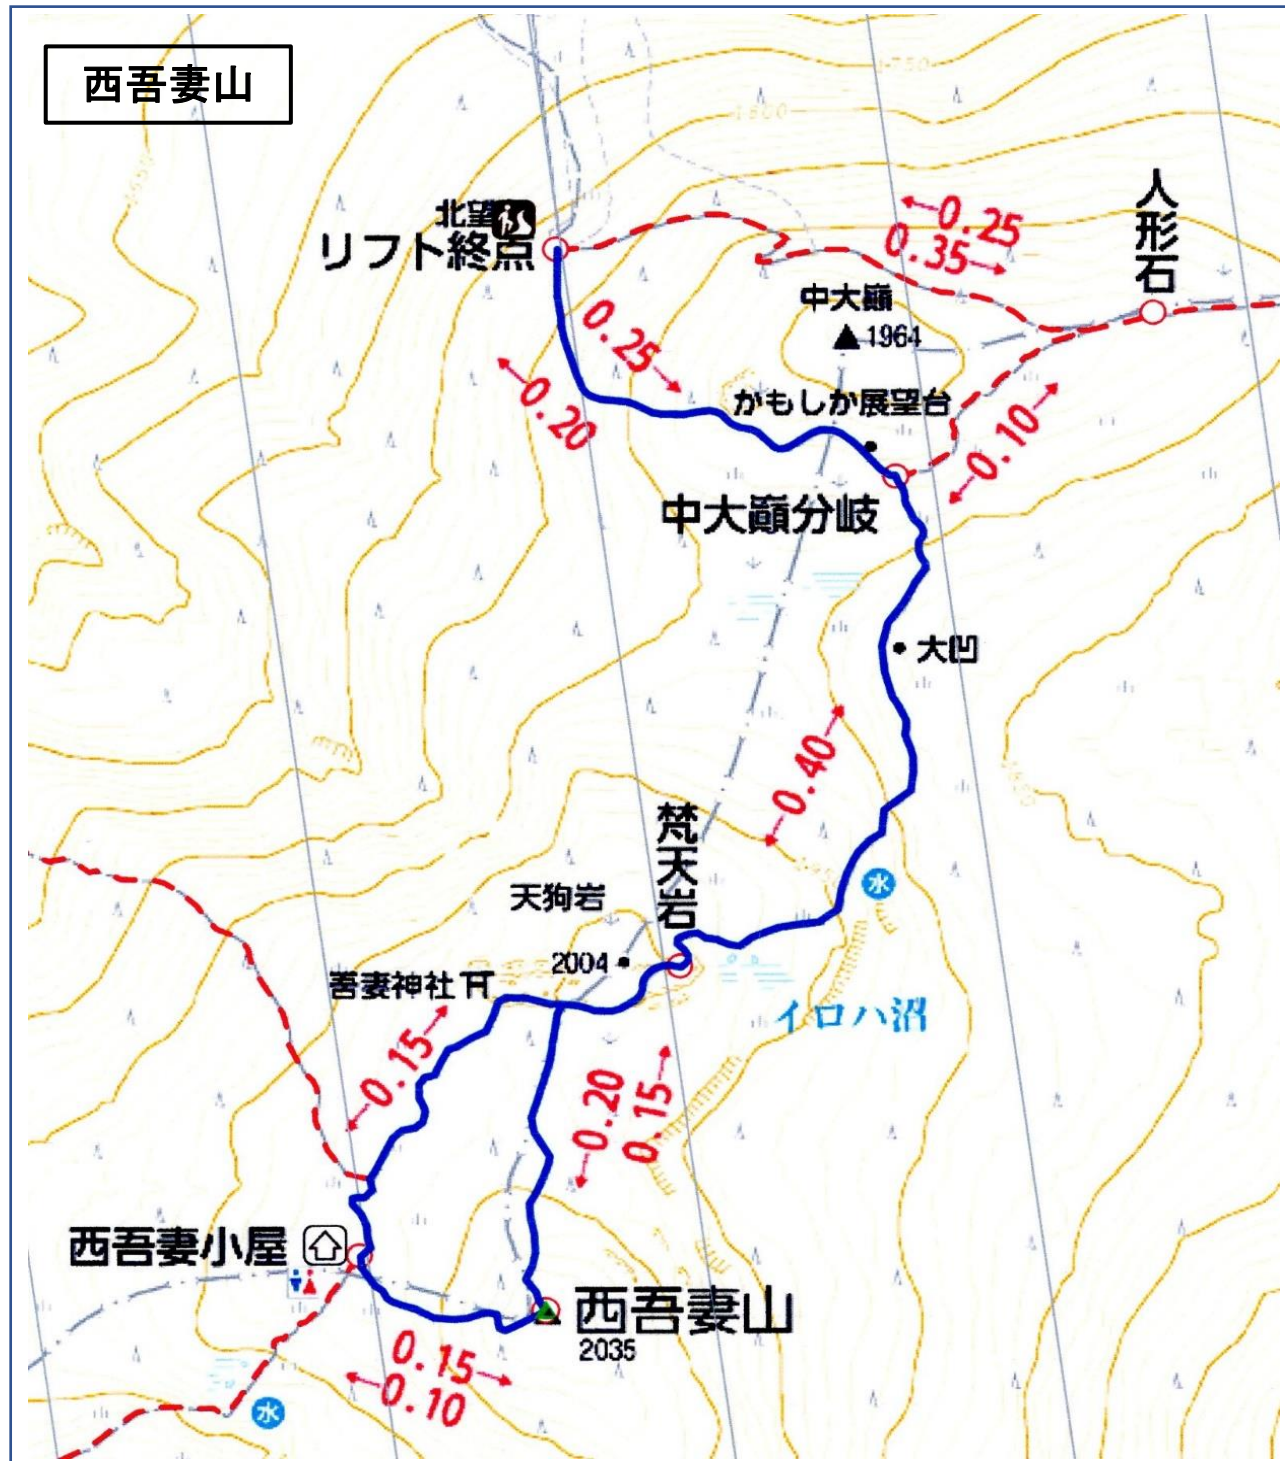 西吾妻山
1750
1800
人形石
北望
リフト終点
←0.25
0.35→
中大巓
▲1964
0.25→
←0.20
かもしか展望台
←0.10→
中大巓分岐
大凹
←0.40→
梵天岩
水
天狗岩
2004
吾妻神社
イロハ沼
←0.15→
←0.20
0.15→
西吾妻小屋
西吾妻山
2035
0.15→
←0.10
水